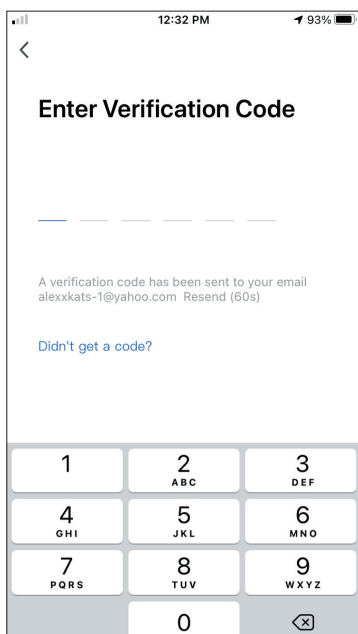 12:32 PM 93%
Enter Verification Code
A verification code has been sent to your email
alexxkats-1@yahoo.com Resend (60s)
Didn't get a code?
1 2 3
ABC DEF
4 5 6
GHI JKL MNO
7 8 9
PQRS TUV WXYZ
0